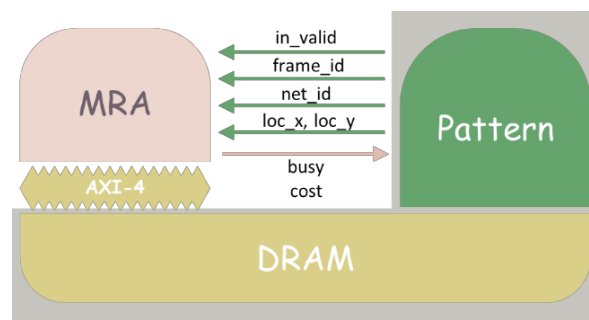 in_valid
frame_id
net_id
loc_x, loc_y
MRA
Pattern
busy
cost
AXI-4
DRAM